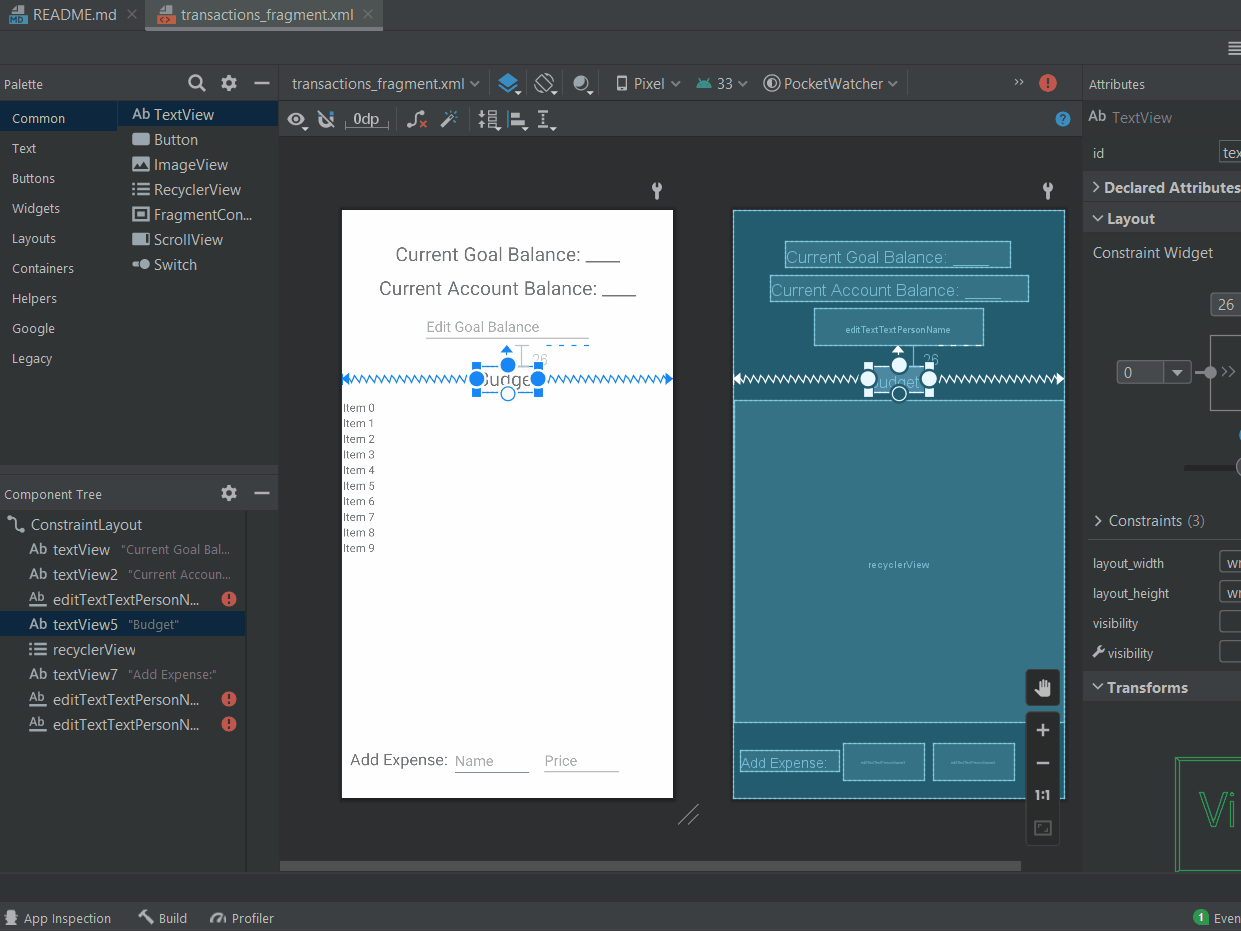 README.md
transactions_fragment.xml
Palette
transactions_fragment.xml
Pixel
33
PocketWatcher
Attributes
Common
Text
Buttons
Widgets
Layouts
Containers
Helpers
Google
Legacy
Ab TextView
Button
ImageView
RecyclerView
FragmentCon...
ScrollView
Switch
0dp
?
Ab TextView
id
tex
Declared Attributes
Layout
Constraint Widget
26
0
Constraints (3)
layout_width
wr
layout_height
wr
visibility
visibility
Transforms
Current Goal Balance: ____
Current Account Balance: ____
Edit Goal Balance
26
Budge
Item 0
Item 1
Item 2
Item 3
Item 4
Item 5
Item 6
Item 7
Item 8
Item 9
Add Expense: Name Price
Current Goal Balance: ____
Current Account Balance: ____
editTextTextPersonName
26
Budget
recyclerView
Add Expense:
1:1
Component Tree
ConstraintLayout
Ab textView "Current Goal Bal...
Ab textView2 "Current Accoun...
Ab editTextTextPersonN...
Ab textView5 "Budget"
recyclerView
Ab textView7 "Add Expense:"
Ab editTextTextPersonN...
Ab editTextTextPersonN...
Vi
App Inspection
Build
Profiler
1 Even